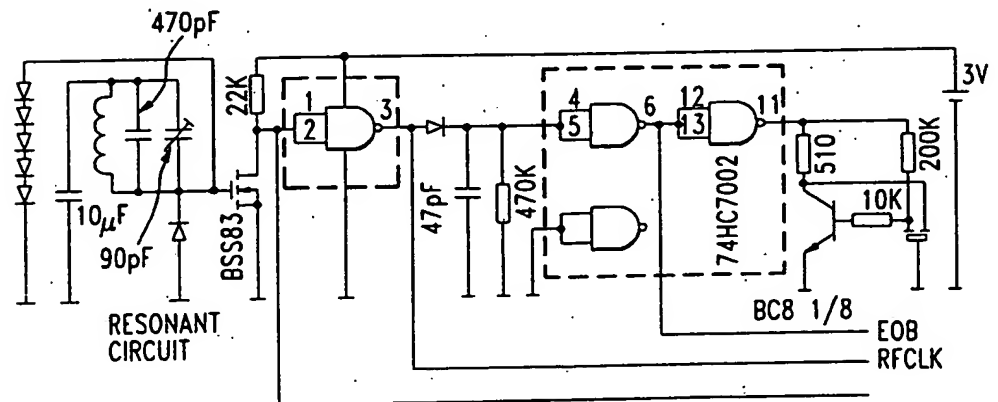 470pF
22K
1
2
3
4
5
6
12
13
11
3V
510
200K
10K
10µF
90pF
BSS83
47pF
470K
74HC7002
BC8 1/8
RESONANT
CIRCUIT
EOB
RFCLK